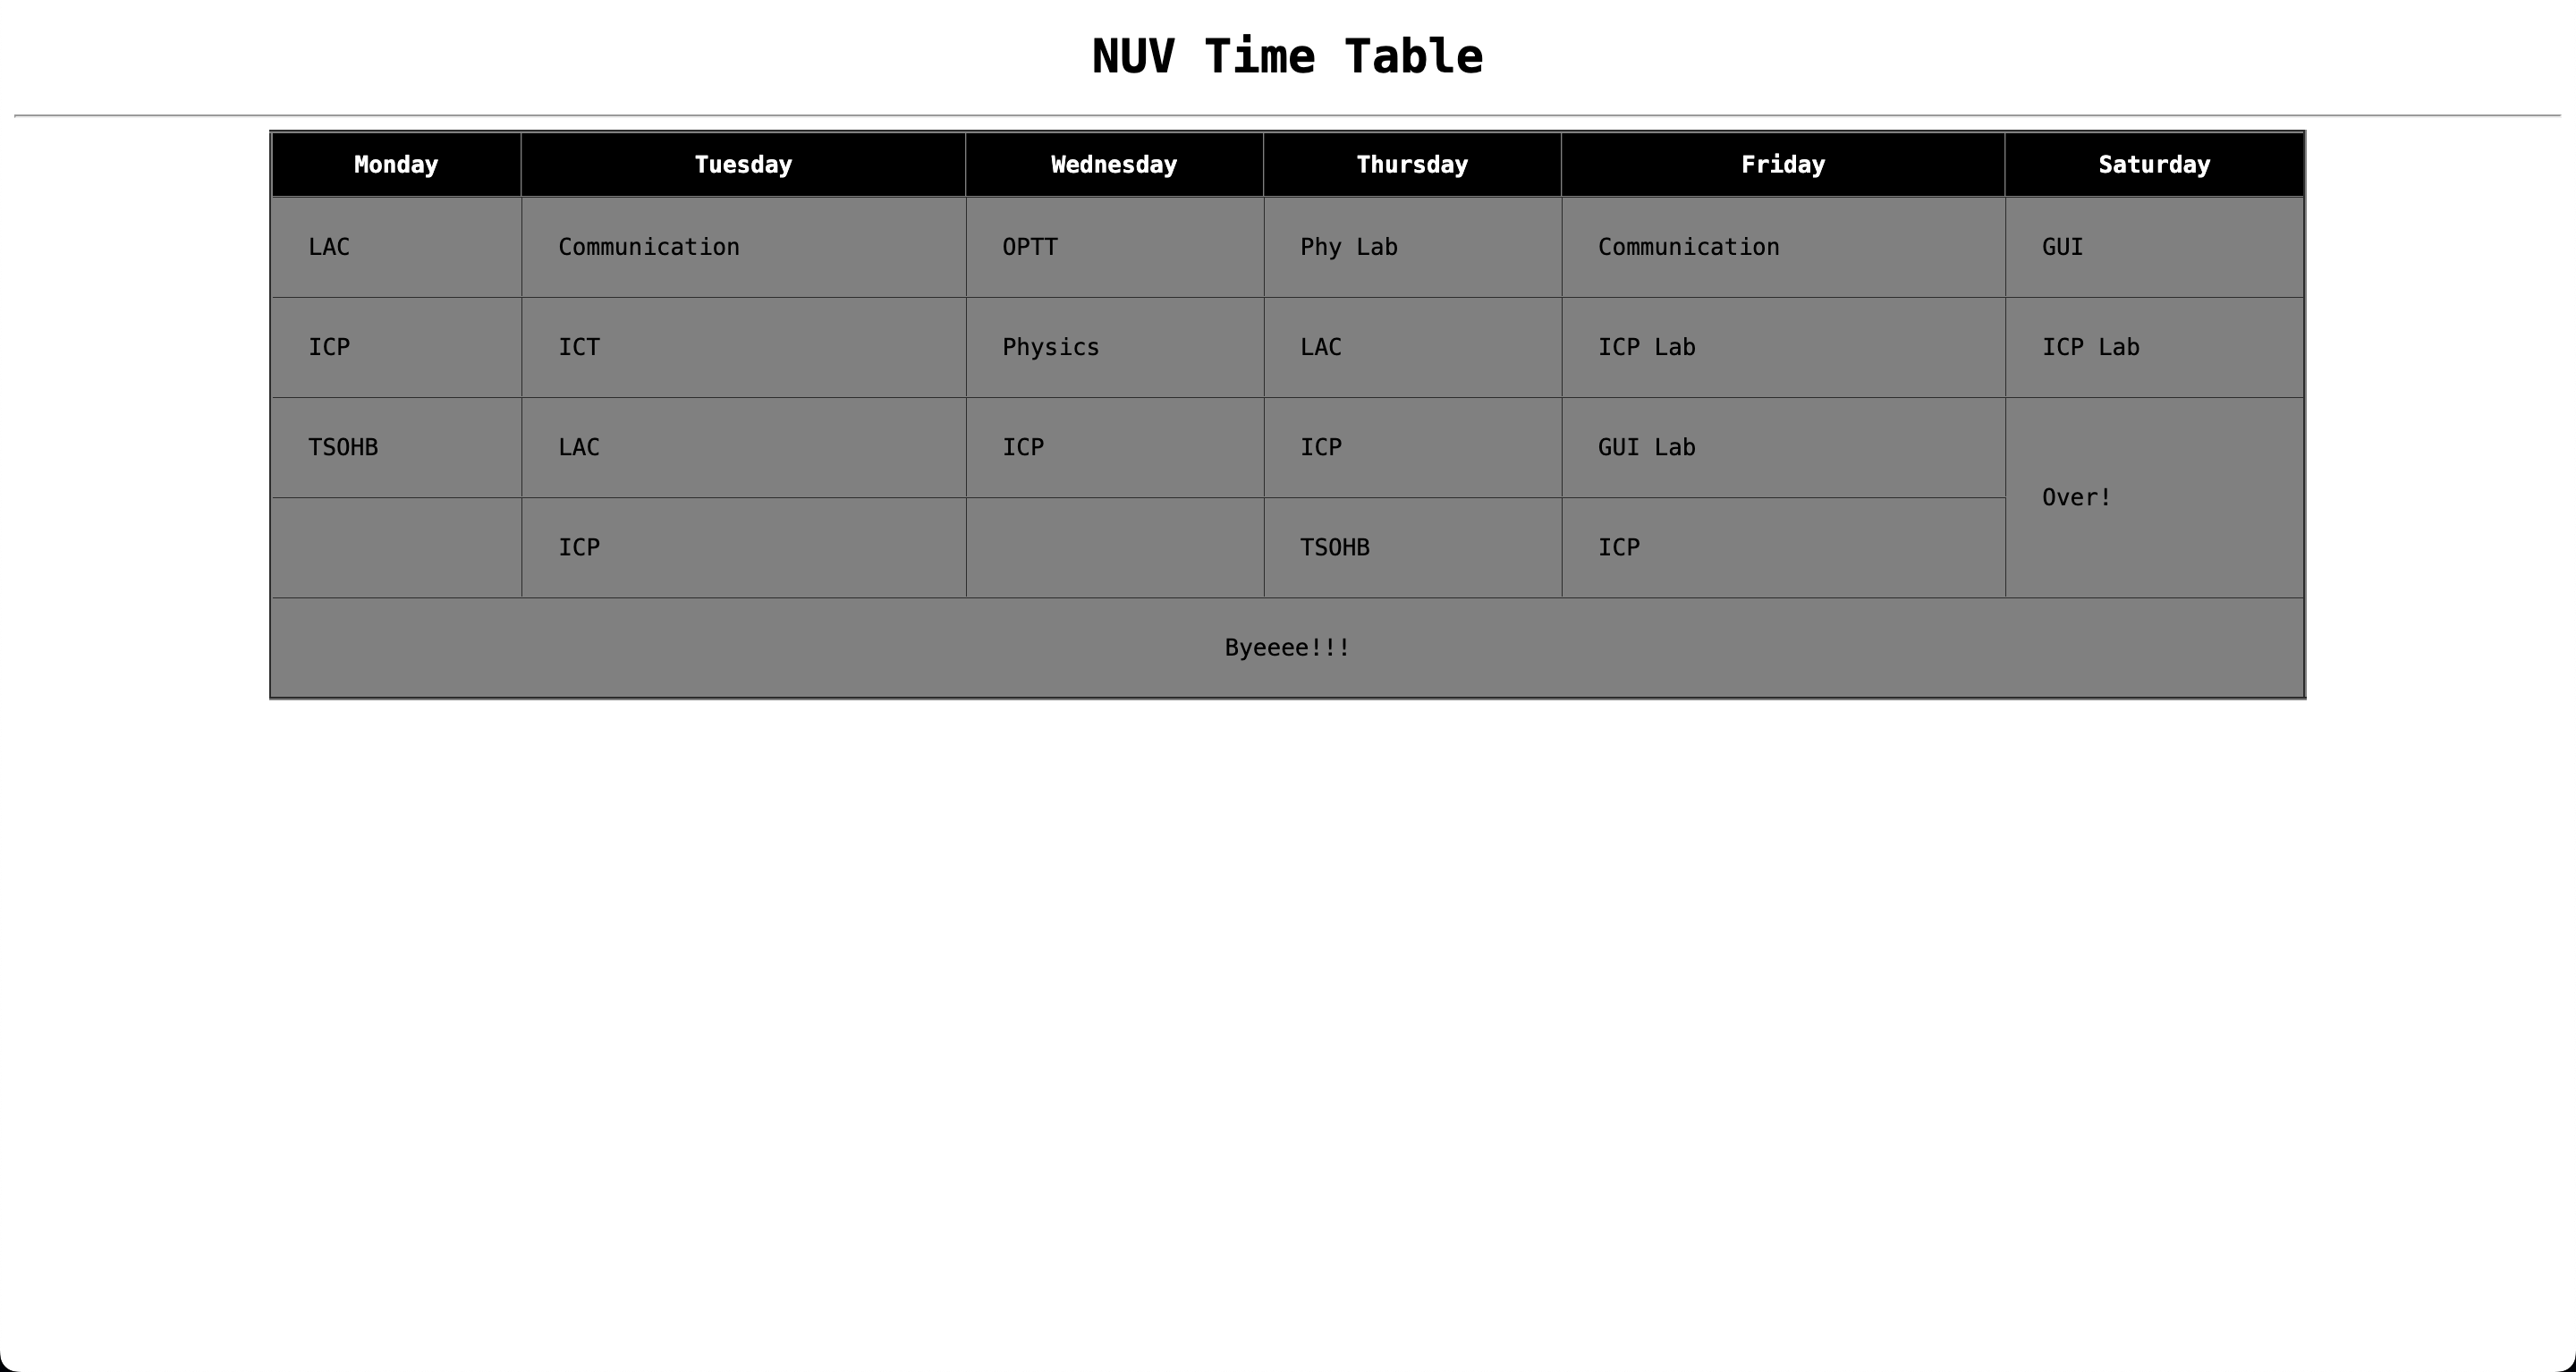 NUV Time Table
Monday Tuesday Wednesday Thursday Friday Saturday
LAC Communication OPTT Phy Lab Communication GUI
ICP ICT Physics LAC ICP Lab ICP Lab
TSOHB LAC ICP ICP GUI Lab
Over!
ICP TSOHB ICP
Byeeee!!!